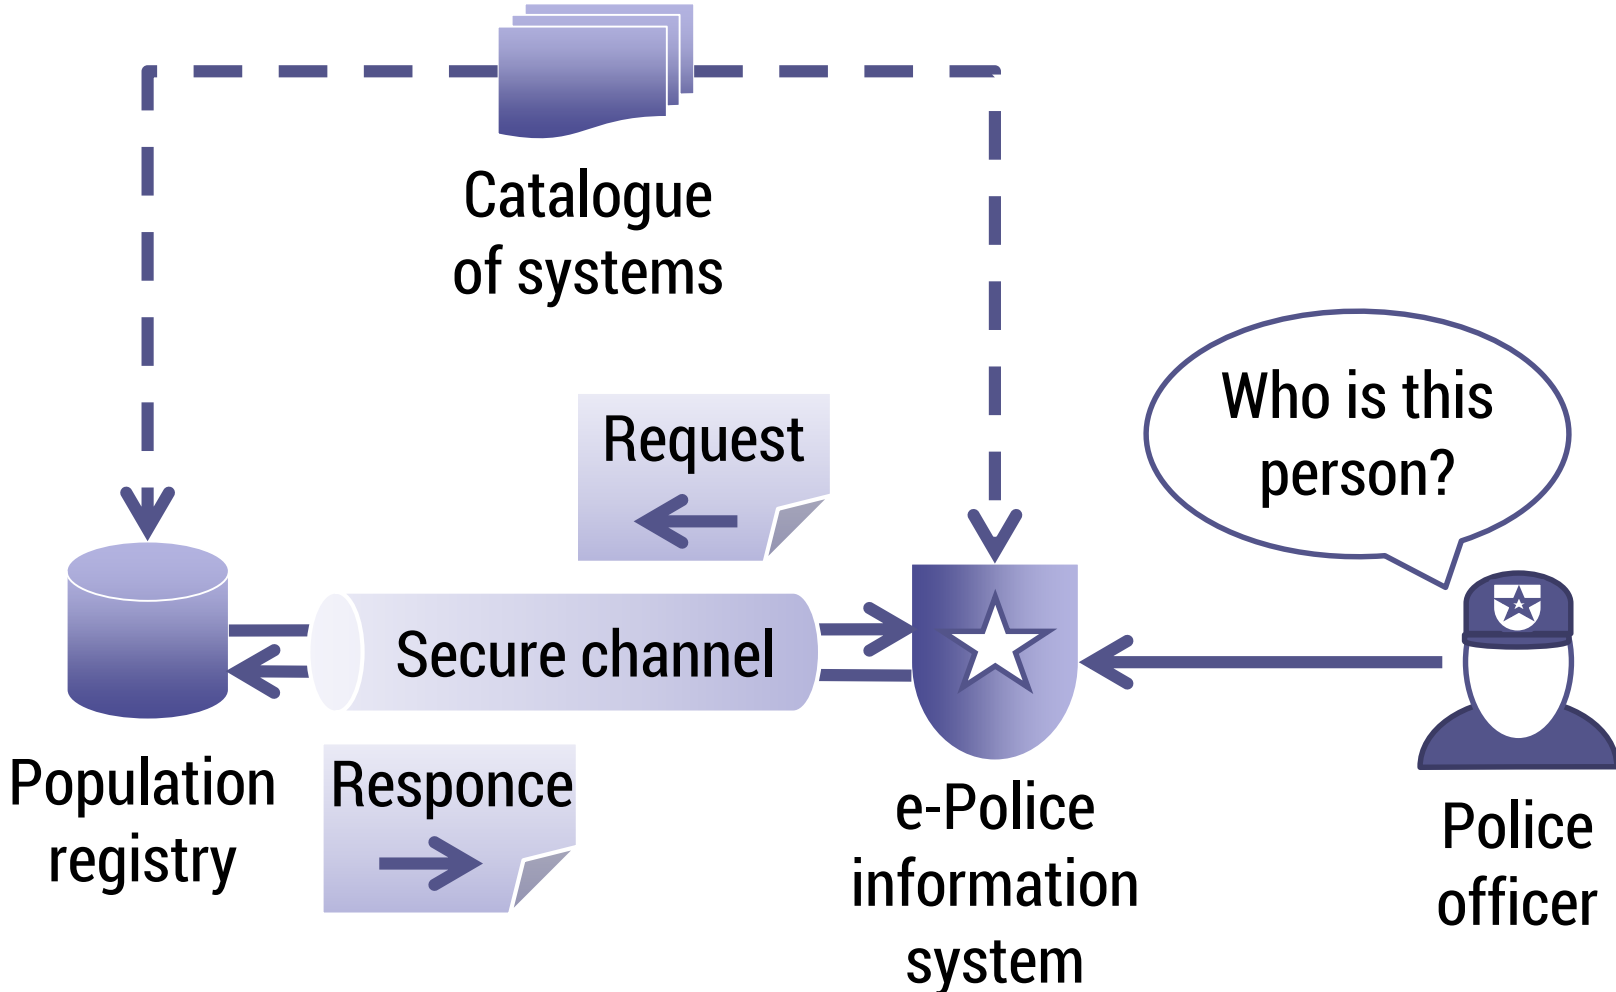 Catalogue
of systems
Request
Who is this
person?
Secure channel
Population
registry
Responce
e-Police
information
system
Police
officer